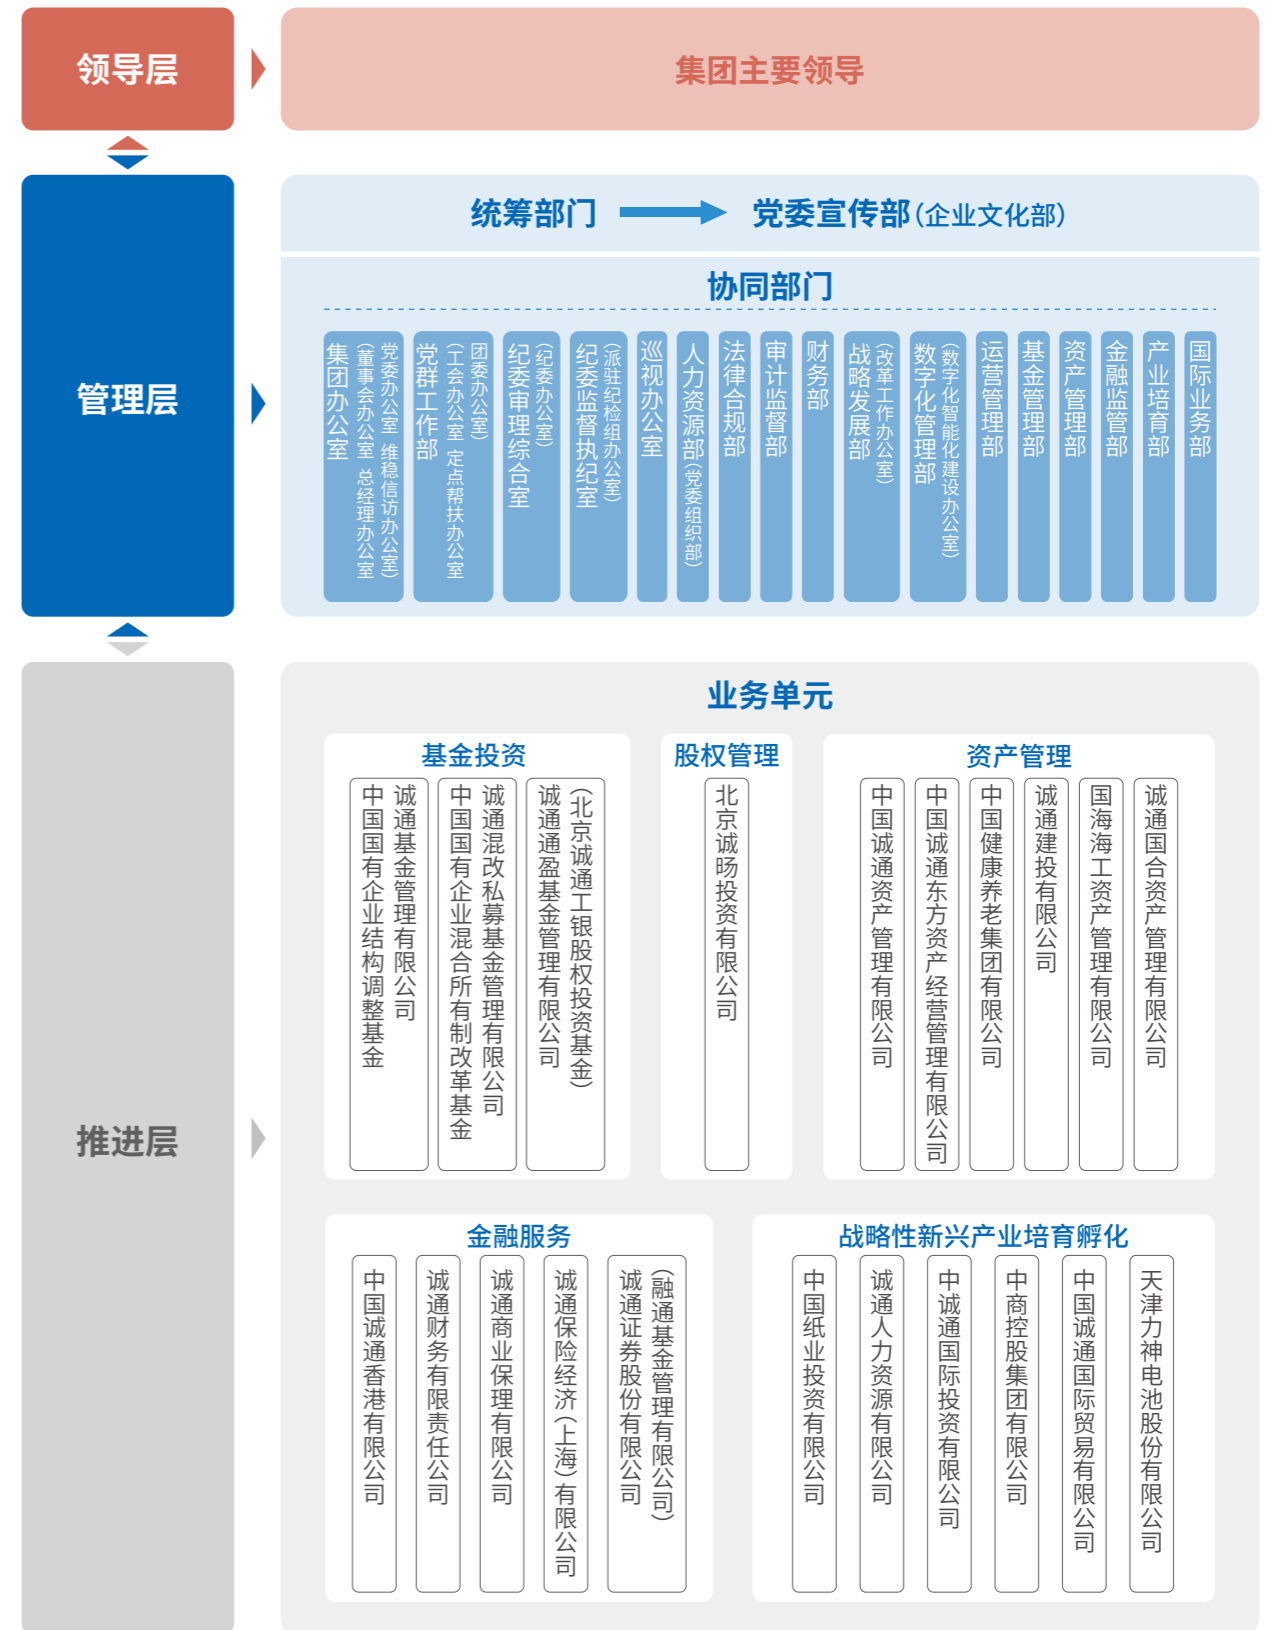 领导层
集团主要领导
管理层
统筹部门
党委宣传部(企业文化部)
协同部门
集团办公室
(董事会办公室 总经理办公室
党委办公室 维稳信访办公室)
党群工作部
(工会办公室 定点帮扶办公室
团委办公室)
纪委审理综合室
(纪委办公室)
纪委监督执纪室
(派驻纪检组办公室)
巡视办公室
人力资源部(党委组织部)
法律合规部
审计监督部
财务部
战略发展部
(改革工作办公室)
数字化管理部
(数字化智能化建设办公室)
运营管理部
基金管理部
资产管理部
金融监管部
产业培育部
国际业务部
推进层
业务单元
基金投资
中国国有企业结构调整基金
诚通基金管理有限公司
中国国有企业混合所有制改革基金
诚通混改私募基金管理有限公司
诚通通盈基金管理有限公司
(北京诚通工银股权投资基金)
股权管理
北京诚旸投资有限公司
资产管理
中国诚通资产管理有限公司
中国诚通东方资产经营管理有限公司
中国健康养老集团有限公司
诚通建投有限公司
国海海工资产管理有限公司
诚通国合资产管理有限公司
金融服务
中国诚通香港有限公司
诚通财务有限责任公司
诚通商业保理有限公司
诚通保险经济(上海)有限公司
诚通证券股份有限公司
(融通基金管理有限公司)
战略性新兴产业培育孵化
中国纸业投资有限公司
诚通人力资源有限公司
中诚通国际投资有限公司
中商控股集团有限公司
中国诚通国际贸易有限公司
天津力神电池股份有限公司